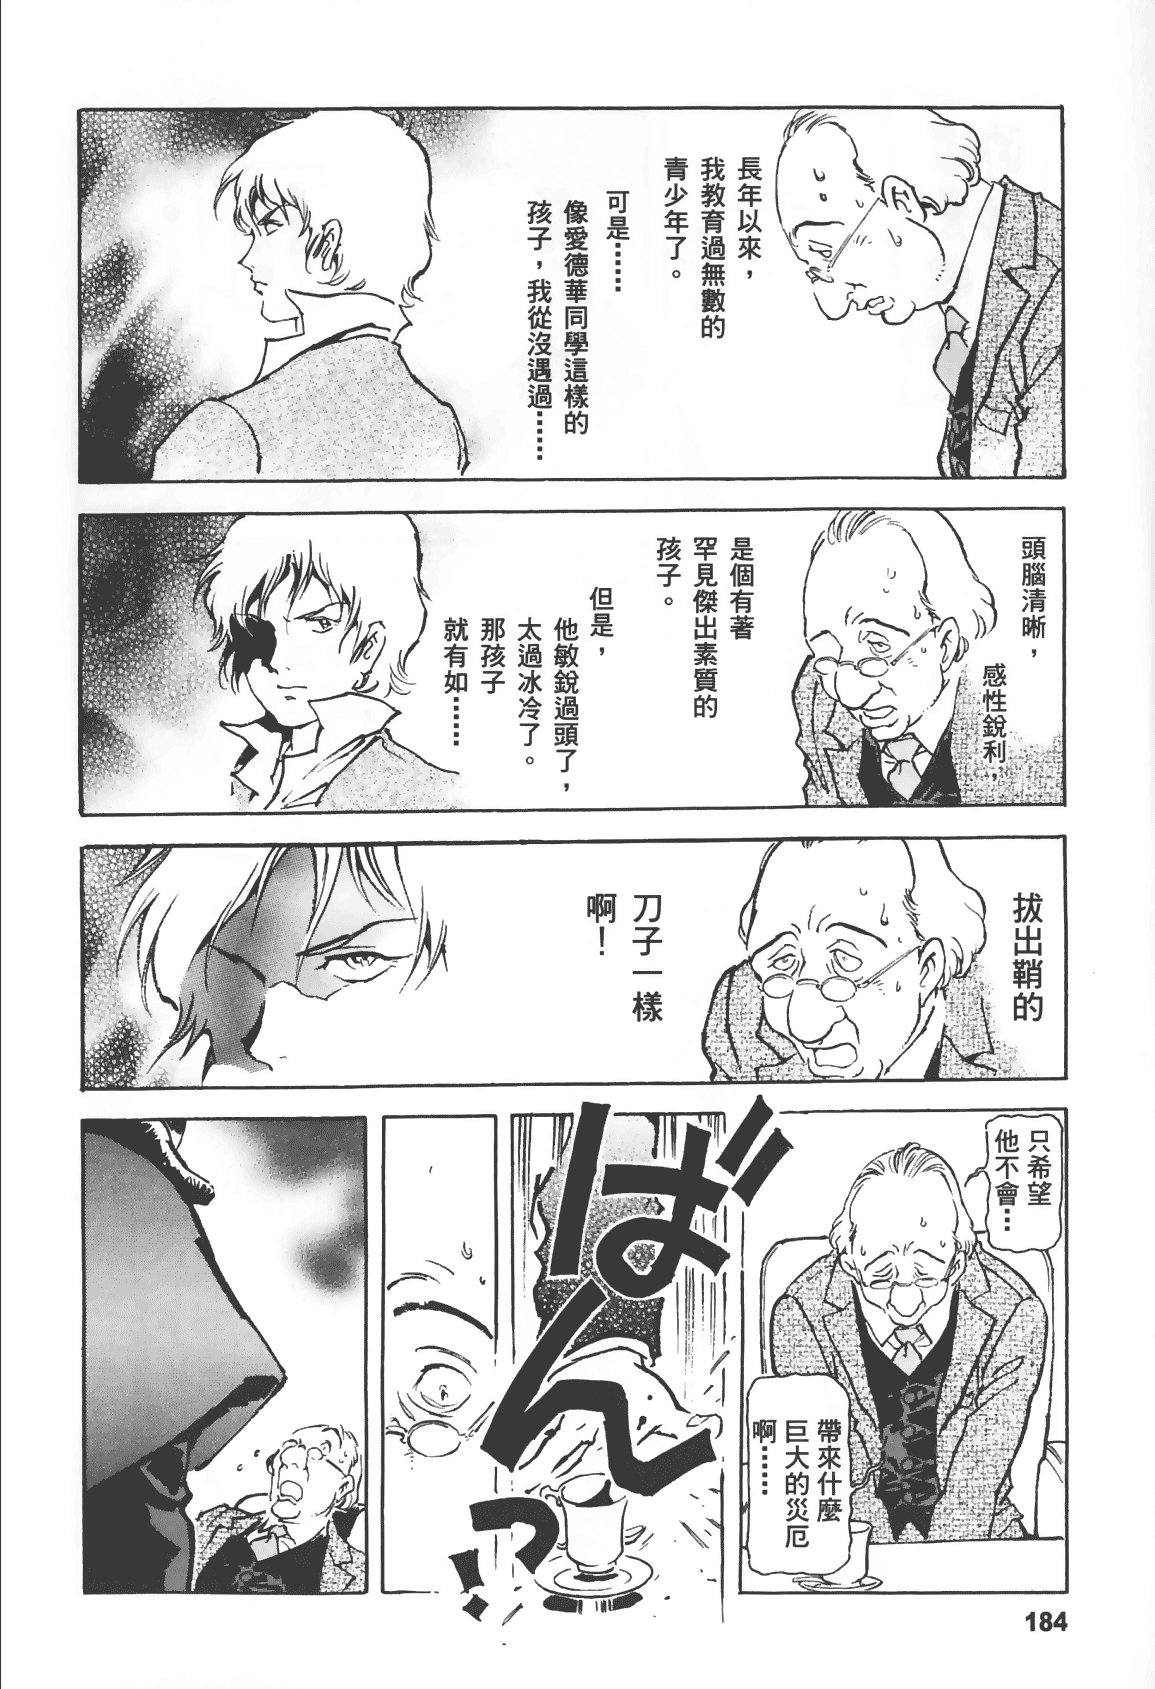 長年以來，
我教育過無數的
青少年了。
可是……
像愛德華同學這樣的
孩子，我從沒遇過……
頭腦清晰，
感性銳利，
是個有著
罕見傑出素質的
孩子。
但是，
他敏銳過頭了，
太過冰冷了。
那孩子
就有如……
拔出鞘的
刀子一樣
啊！
只希望
他不會…
帶來什麼
巨大的災厄
啊……
ばんっ!!
184